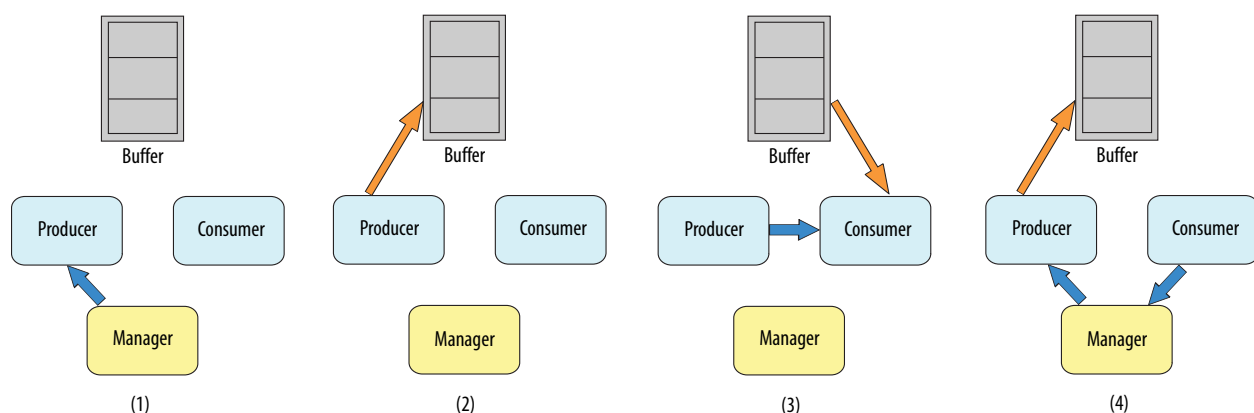 Buffer
Producer
Consumer
Manager
(1)
Buffer
Producer
Consumer
Manager
(2)
Buffer
Producer
Consumer
Manager
(3)
Buffer
Producer
Consumer
Manager
(4)